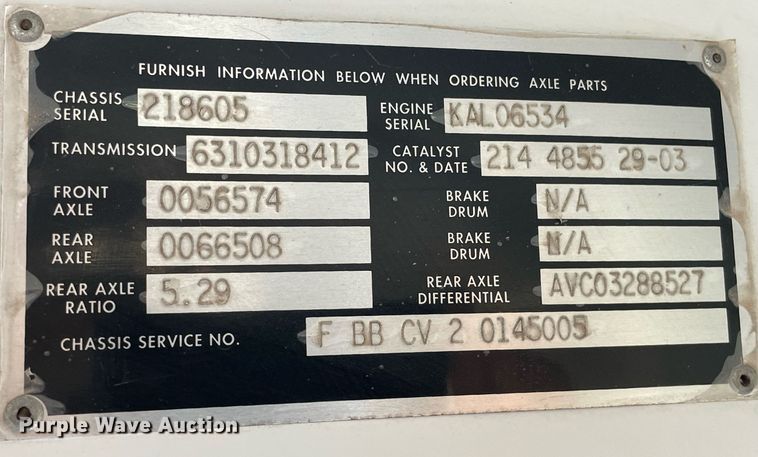 FURNISH INFORMATION BELOW WHEN ORDERING AXLE PARTS
CHASSIS SERIAL 218605 ENGINE SERIAL KAL06534
TRANSMISSION 6310318412 CATALYST NO. & DATE 214 4855 29-03
FRONT AXLE 0056574 BRAKE DRUM N/A
REAR AXLE 0066508 BRAKE DRUM N/A
REAR AXLE RATIO 5.29 REAR AXLE DIFFERENTIAL AVC03288527
CHASSIS SERVICE NO. F BB CV 2 0145005
Purple Wave Auction